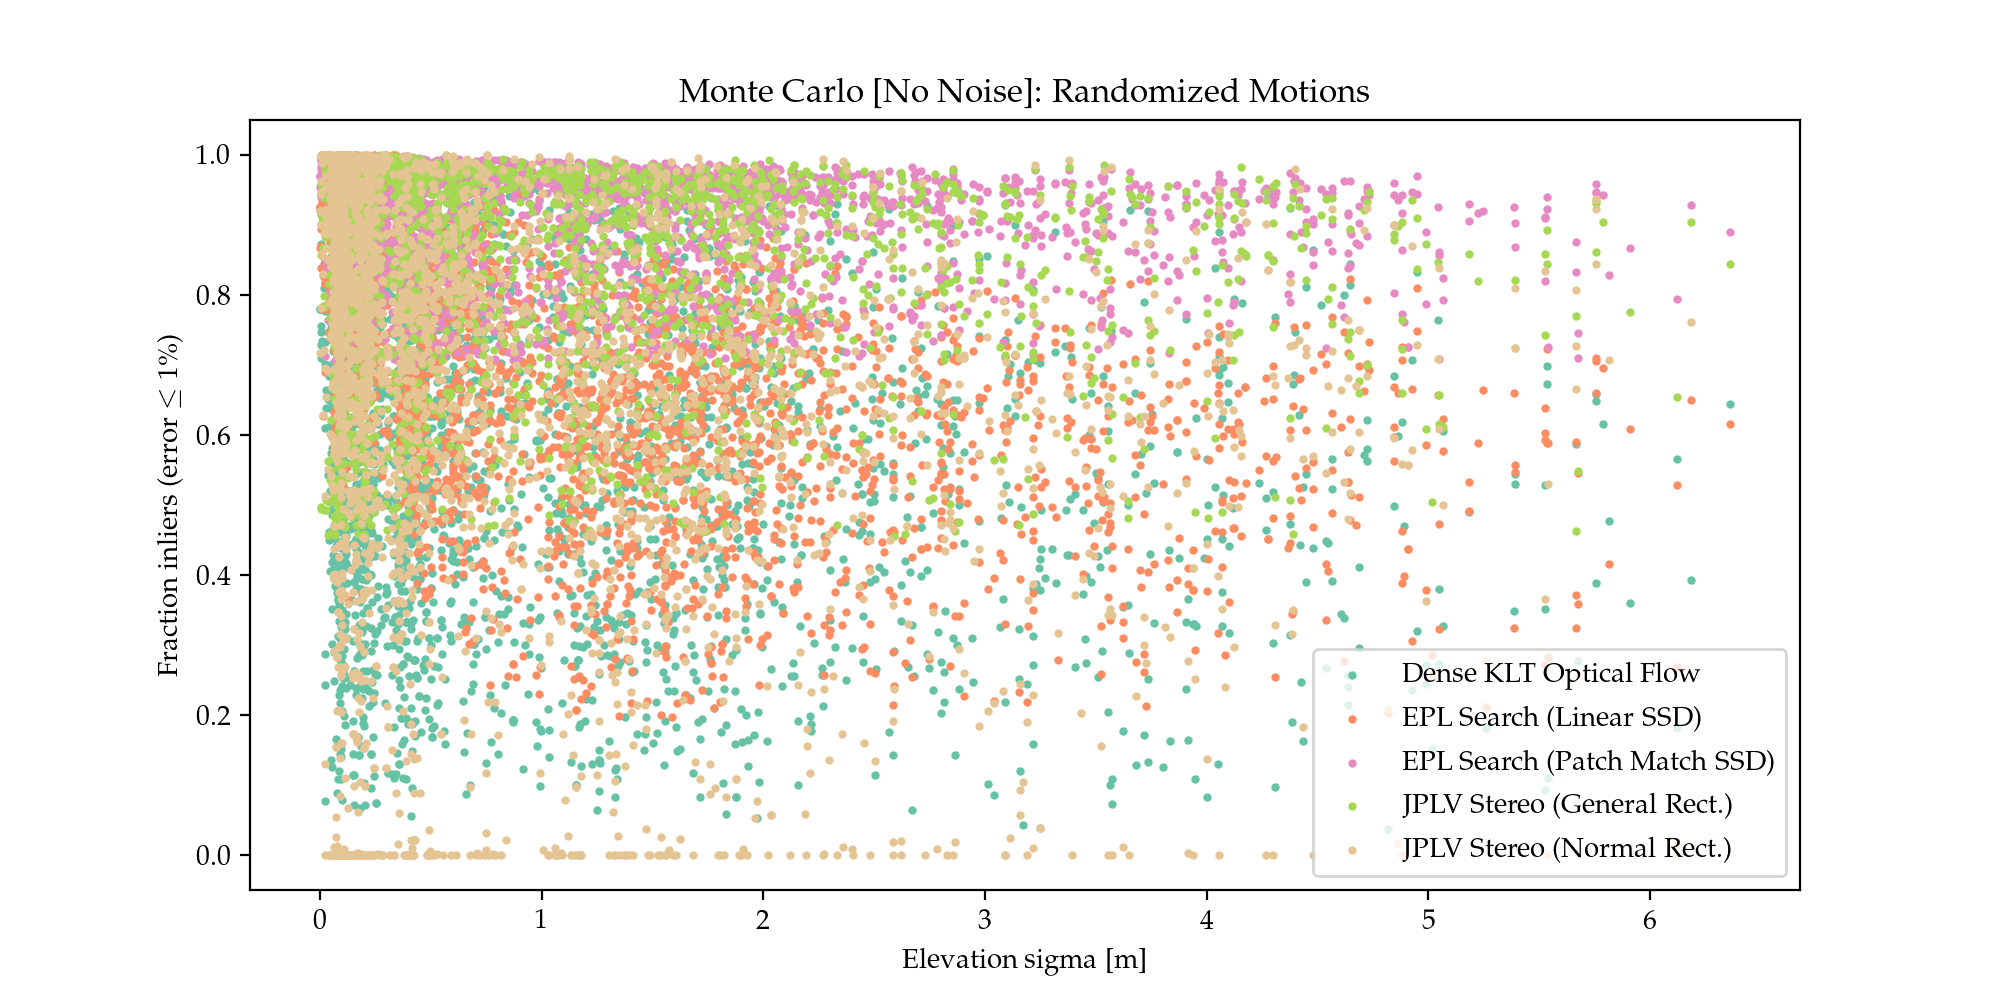 Monte Carlo [No Noise]: Randomized Motions
Fraction inliers (error ≤ 1%)
1.0
0.8
0.6
0.4
0.2
0.0
Dense KLT Optical Flow
EPL Search (Linear SSD)
EPL Search (Patch Match SSD)
JPLV Stereo (General Rect.)
JPLV Stereo (Normal Rect.)
0 1 2 3 4 5 6
Elevation sigma [m]